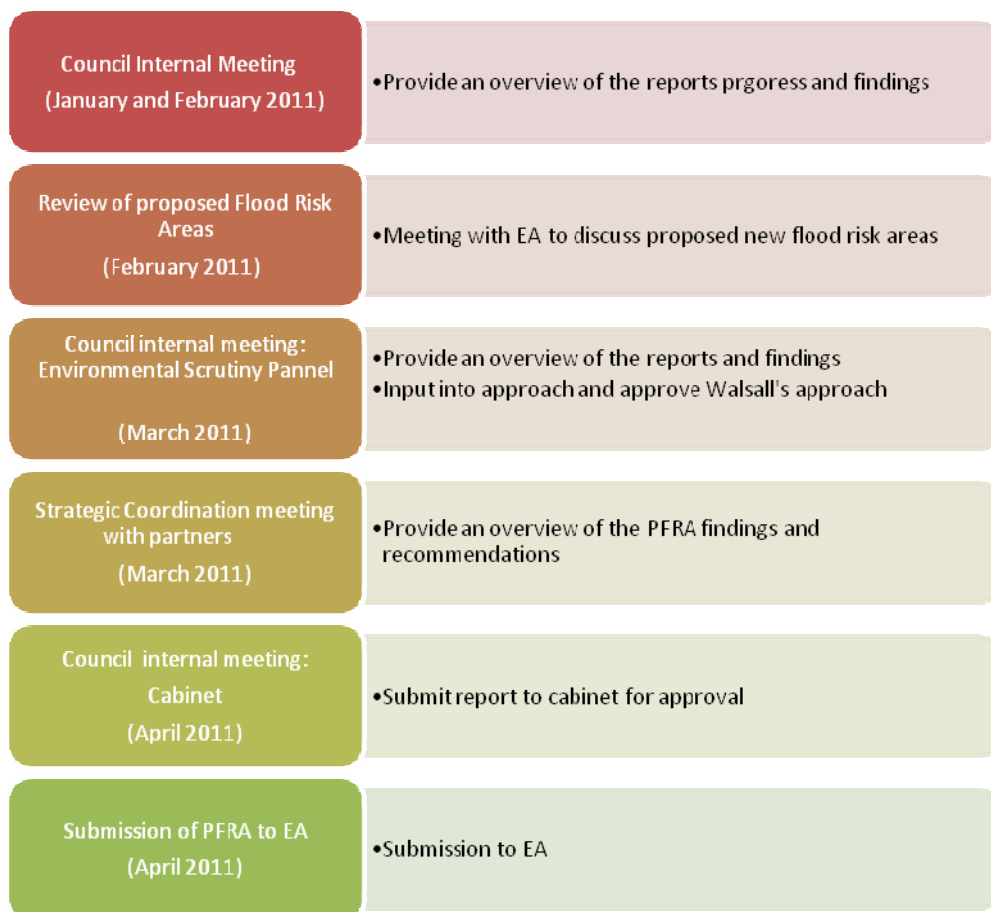 Council Internal Meeting
(January and February 2011)
•Provide an overview of the reports prgoress and findings
Review of proposed Flood Risk
Areas
(February 2011)
•Meeting with EA to discuss proposed new flood risk areas
Council internal meeting:
Environmental Scrutiny Pannel
(March 2011)
•Provide an overview of the reports and findings
•Input into approach and approve Walsall's approach
Strategic Coordination meeting
with partners
(March 2011)
•Provide an overview of the PFRA findings and
recommendations
Council internal meeting:
Cabinet
(April 2011)
•Submit report to cabinet for approval
Submission of PFRA to EA
(April 2011)
•Submission to EA